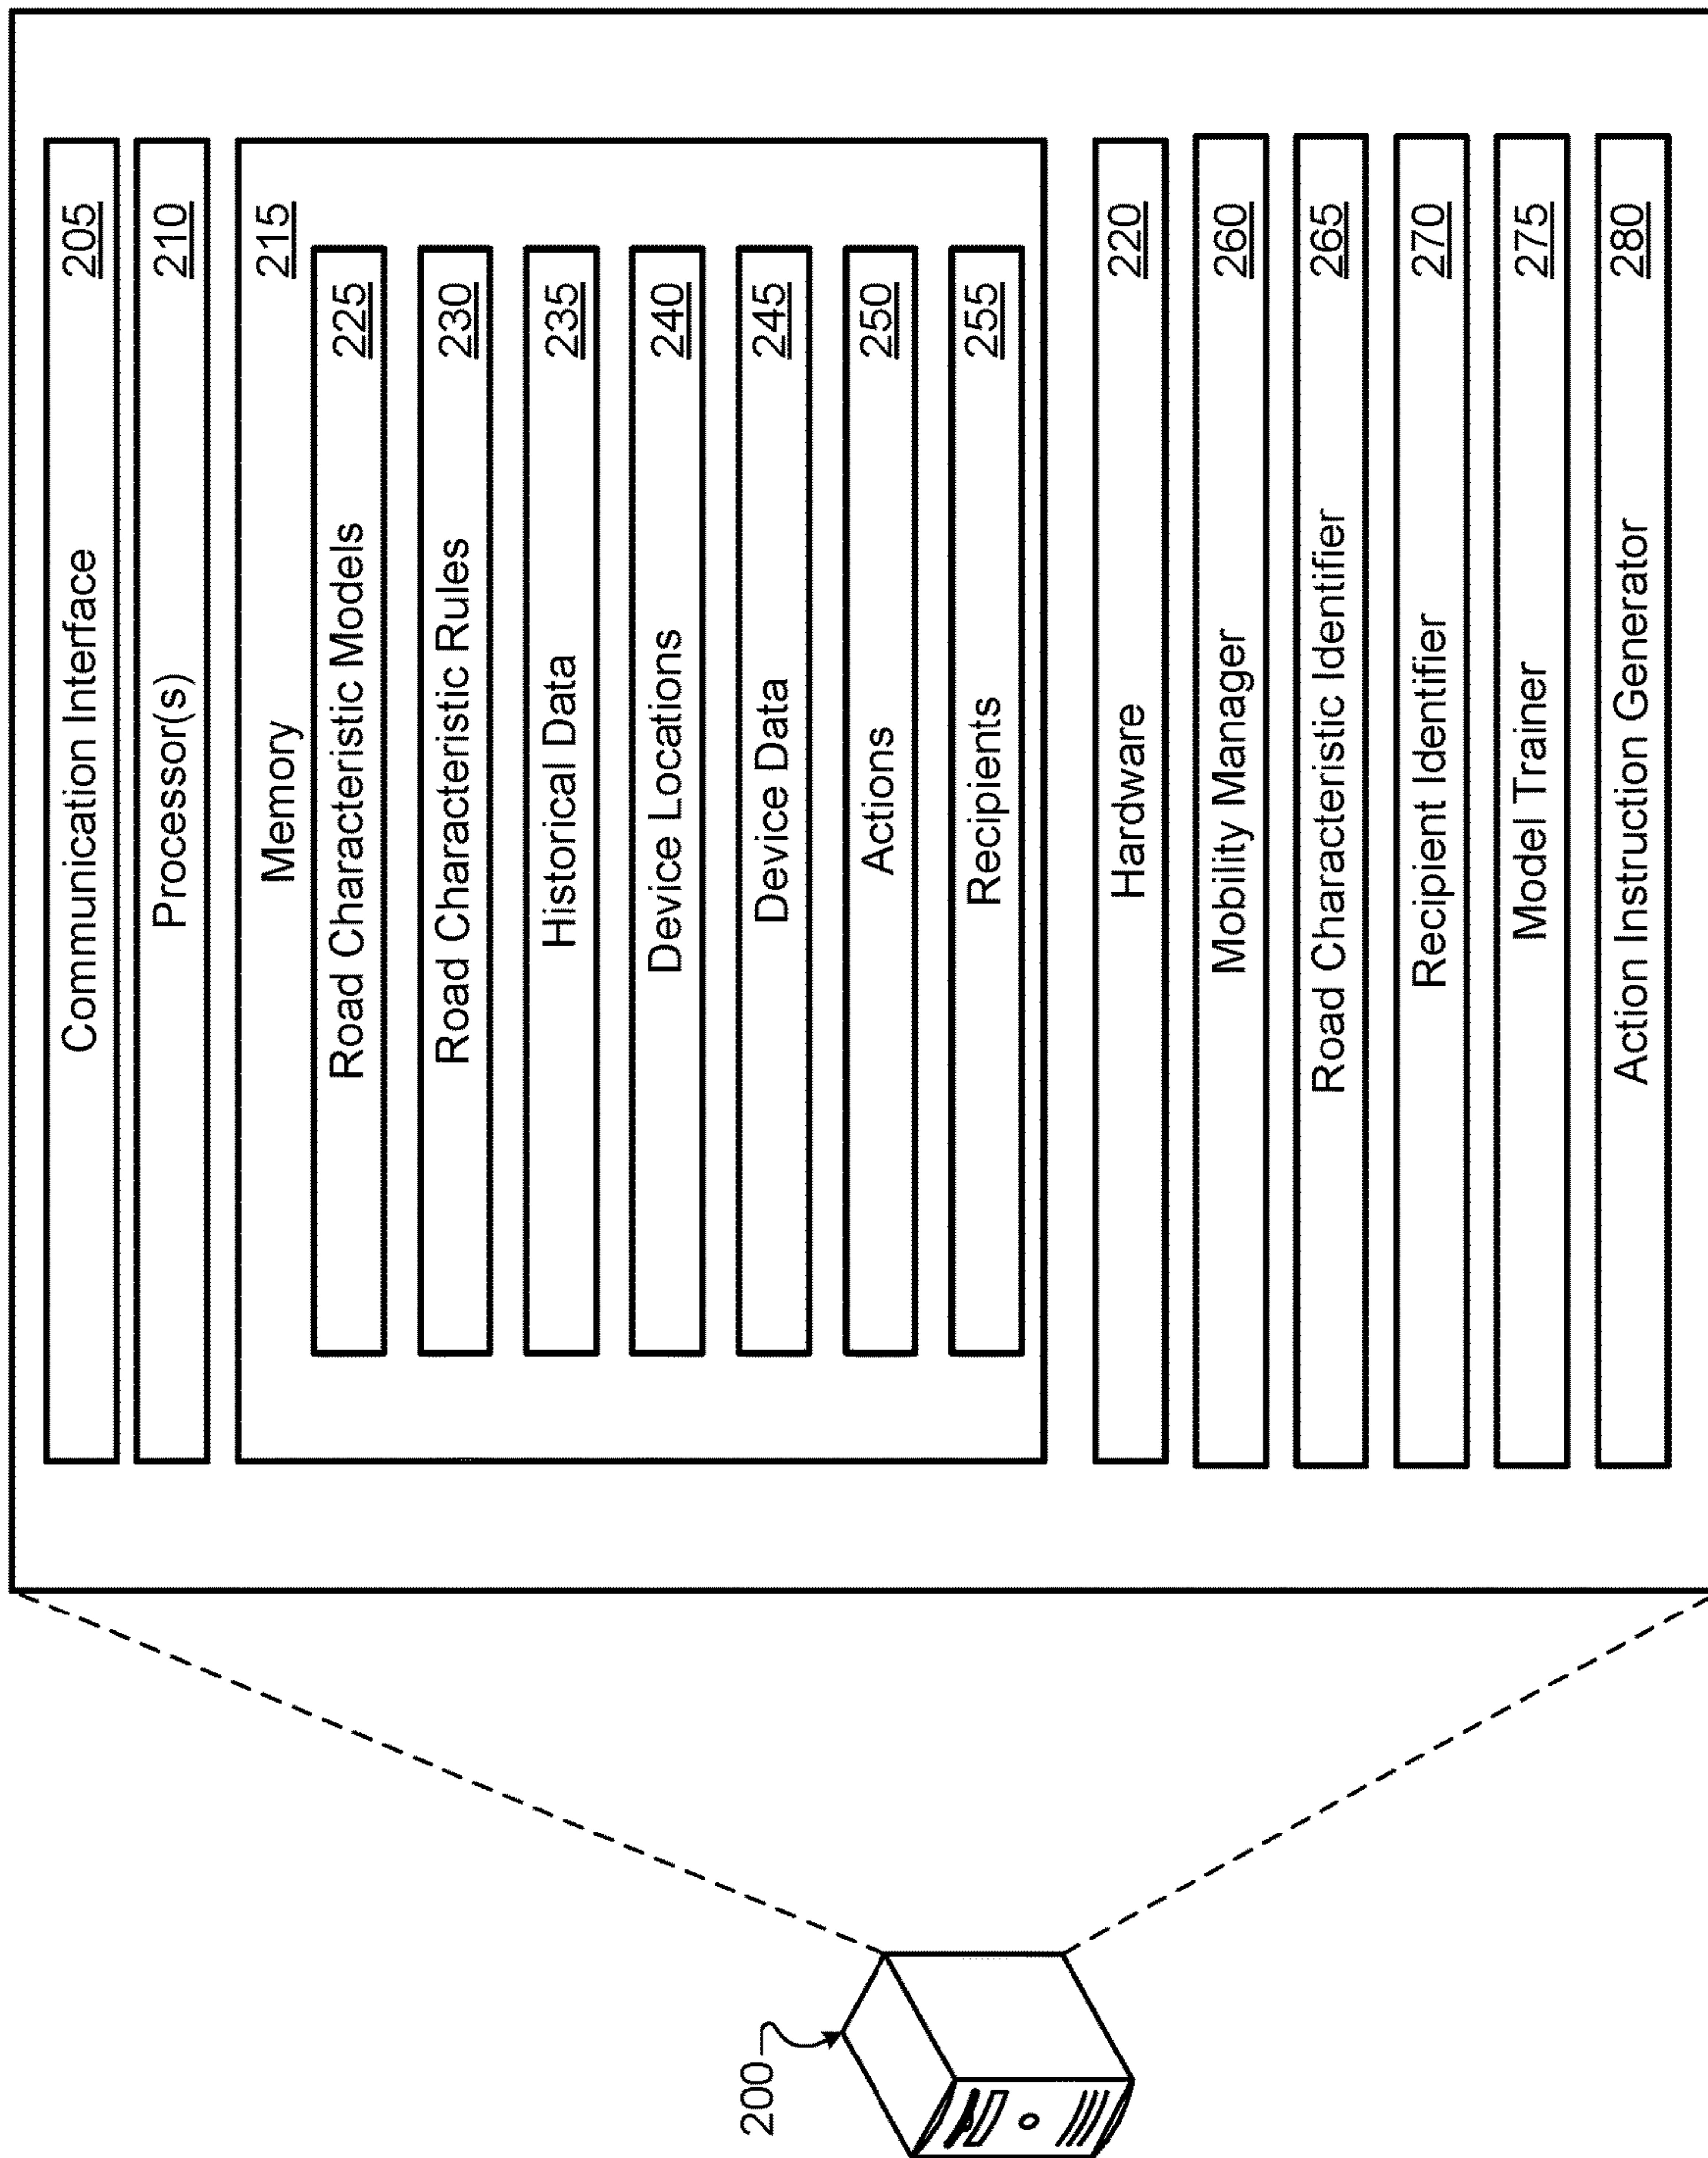 200
Communication Interface 205
Processor(s) 210
Memory 215
Road Characteristic Models 225
Road Characteristic Rules 230
Historical Data 235
Device Locations 240
Device Data 245
Actions 250
Recipients 255
Hardware 220
Mobility Manager 260
Road Characteristic Identifier 265
Recipient Identifier 270
Model Trainer 275
Action Instruction Generator 280